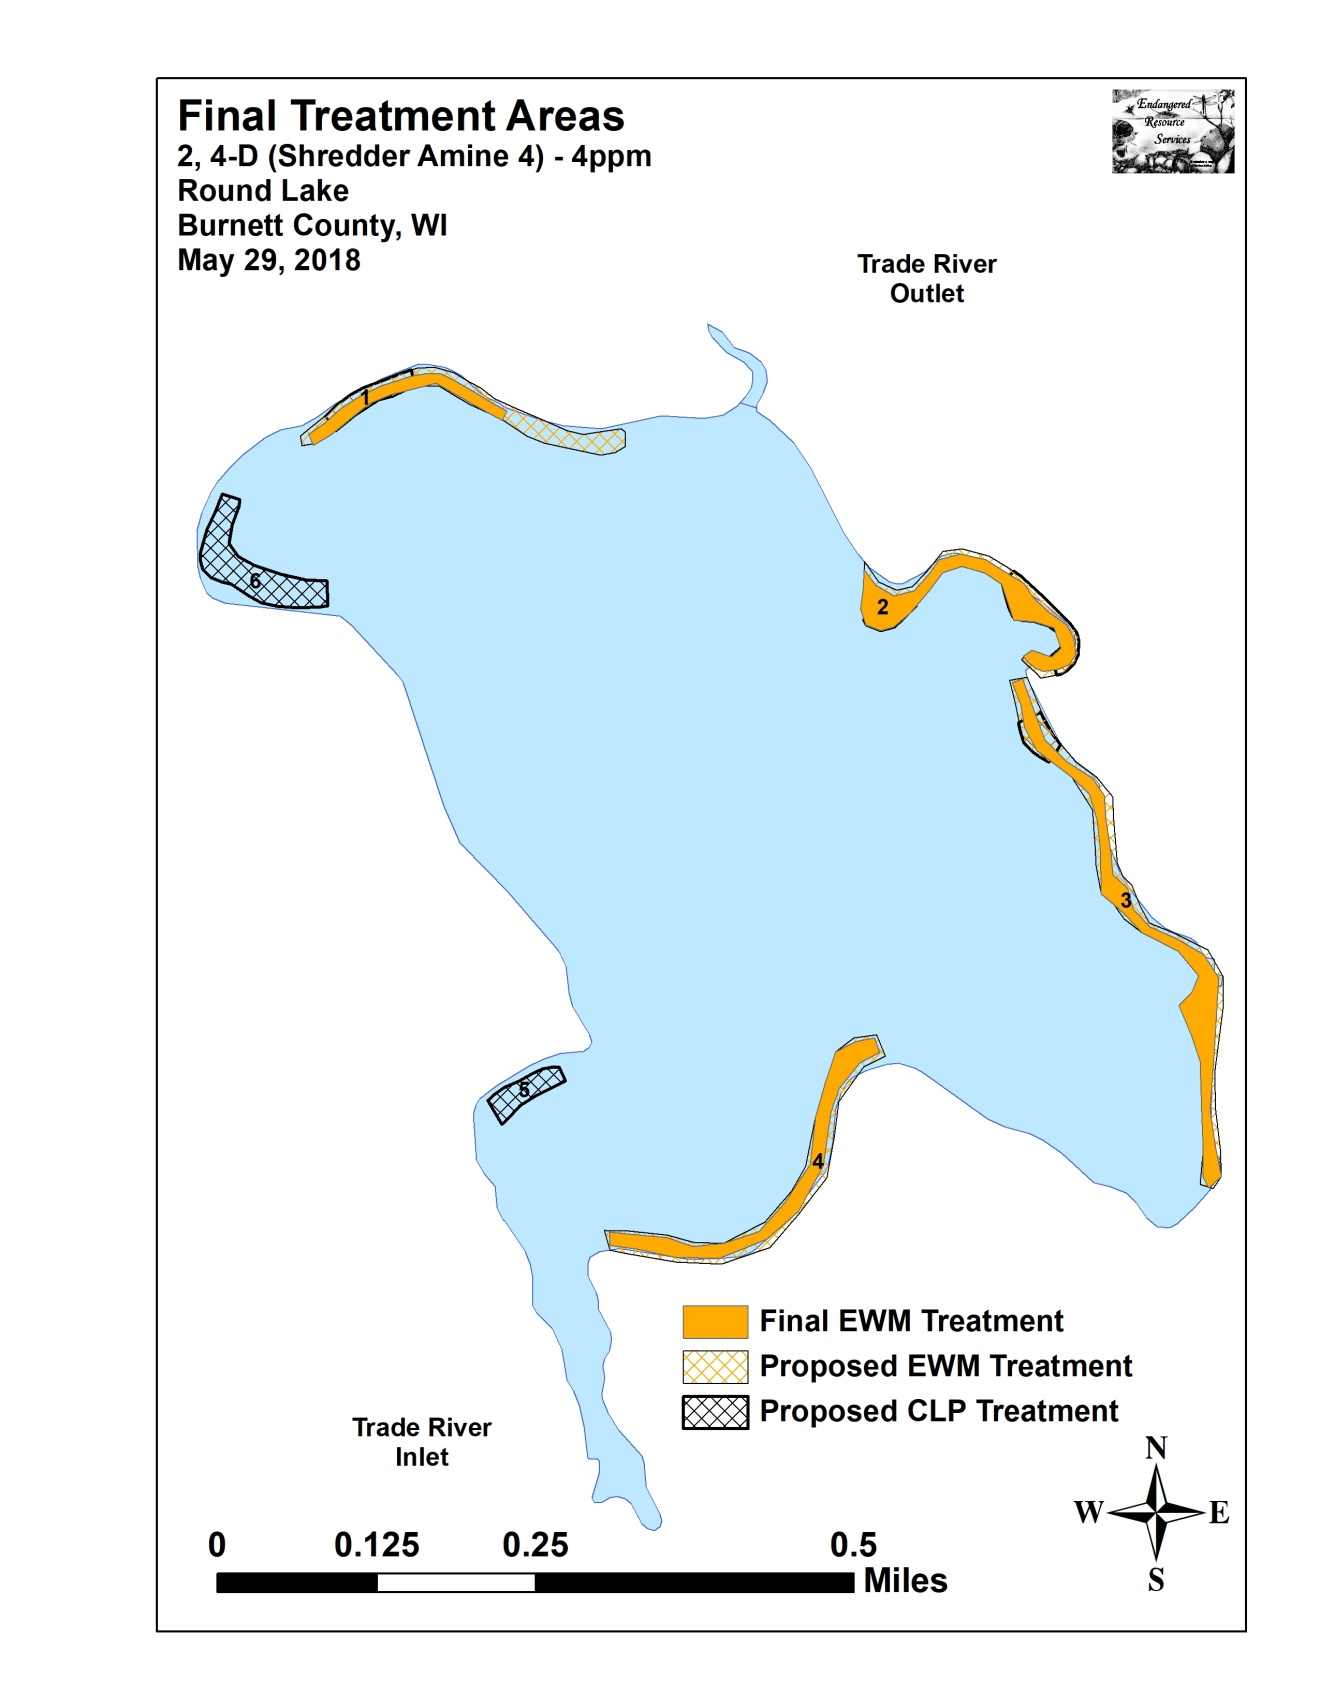 Final Treatment Areas
2, 4-D (Shredder Amine 4) - 4ppm
Round Lake
Burnett County, WI
May 29, 2018
Endangered
Resource
Services
Trade River
Outlet
1
6
2
3
5
4
Final EWM Treatment
Proposed EWM Treatment
Proposed CLP Treatment
Trade River
Inlet
N
W E
S
0 0.125 0.25 0.5
Miles